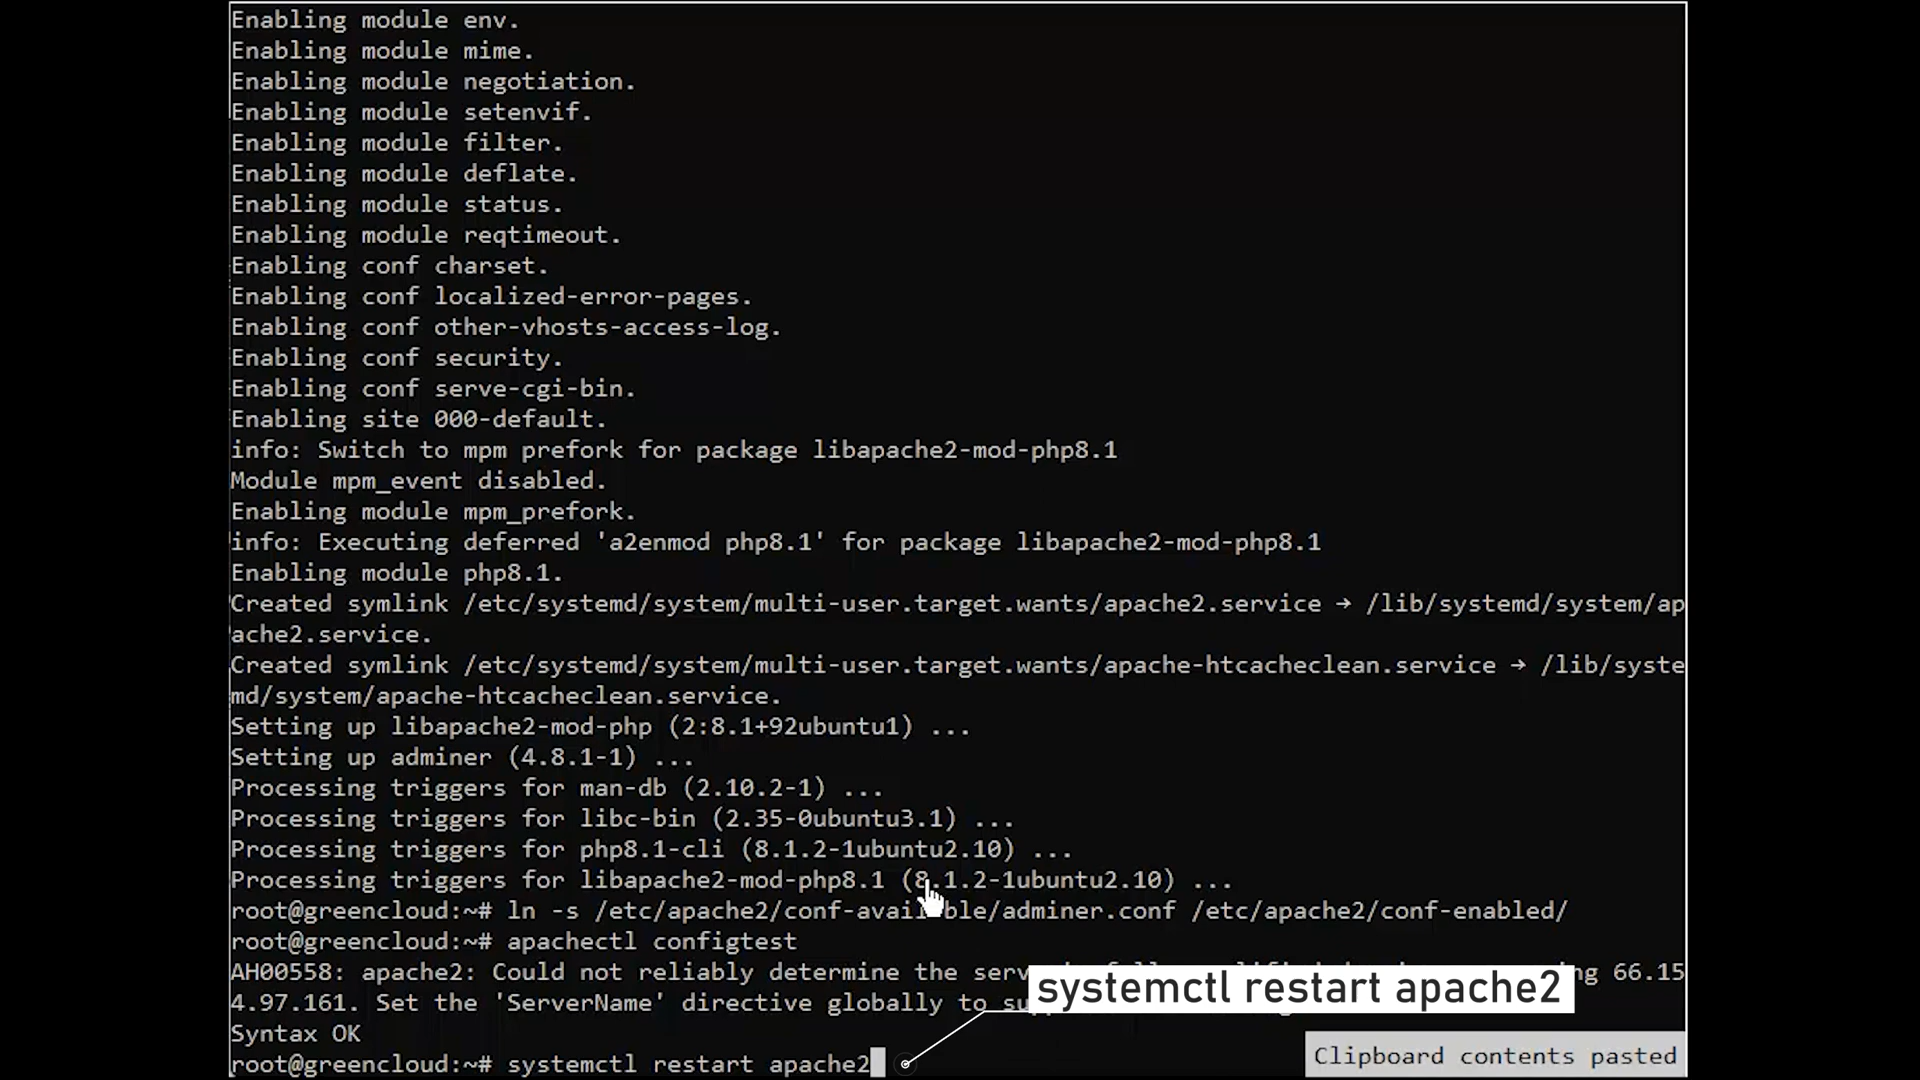 Enabling module env.
Enabling module mime.
Enabling module negotiation.
Enabling module setenvif.
Enabling module filter.
Enabling module deflate.
Enabling module status.
Enabling module reqtimeout.
Enabling conf charset.
Enabling conf localized-error-pages.
Enabling conf other-vhosts-access-log.
Enabling conf security.
Enabling conf serve-cgi-bin.
Enabling site 000-default.
info: Switch to mpm prefork for package libapache2-mod-php8.1
Module mpm_event disabled.
Enabling module mpm_prefork.
info: Executing deferred 'a2enmod php8.1' for package libapache2-mod-php8.1
Enabling module php8.1.
Created symlink /etc/systemd/system/multi-user.target.wants/apache2.service → /lib/systemd/system/ap
ache2.service.
Created symlink /etc/systemd/system/multi-user.target.wants/apache-htcacheclean.service → /lib/syste
md/system/apache-htcacheclean.service.
Setting up libapache2-mod-php (2:8.1+92ubuntu1) ...
Setting up adminer (4.8.1-1) ...
Processing triggers for man-db (2.10.2-1) ...
Processing triggers for libc-bin (2.35-0ubuntu3.1) ...
Processing triggers for php8.1-cli (8.1.2-1ubuntu2.10) ...
Processing triggers for libapache2-mod-php8.1 (8.1.2-1ubuntu2.10) ...
root@greencloud:~# ln -s /etc/apache2/conf-available/adminer.conf /etc/apache2/conf-enabled/
root@greencloud:~# apachectl configtest
AH00558: apache2: Could not reliably determine the 66.15
4.97.161. Set the 'ServerName' directive globally to
systemctl restart apache2
Syntax OK
root@greencloud:~# systemctl restart apache2
Clipboard contents pasted